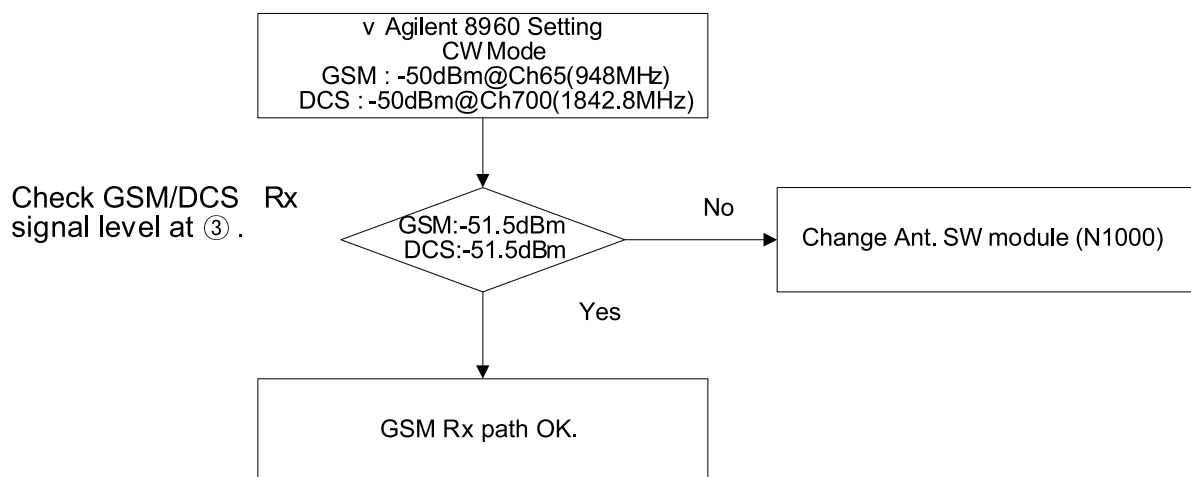 v Agilent 8960 Setting
CW Mode
GSM : -50dBm@Ch65(948MHz)
DCS : -50dBm@Ch700(1842.8MHz)
Check GSM/DCS Rx
signal level at ③ .
GSM:-51.5dBm
DCS:-51.5dBm
No
Change Ant. SW module (N1000)
Yes
GSM Rx path OK.